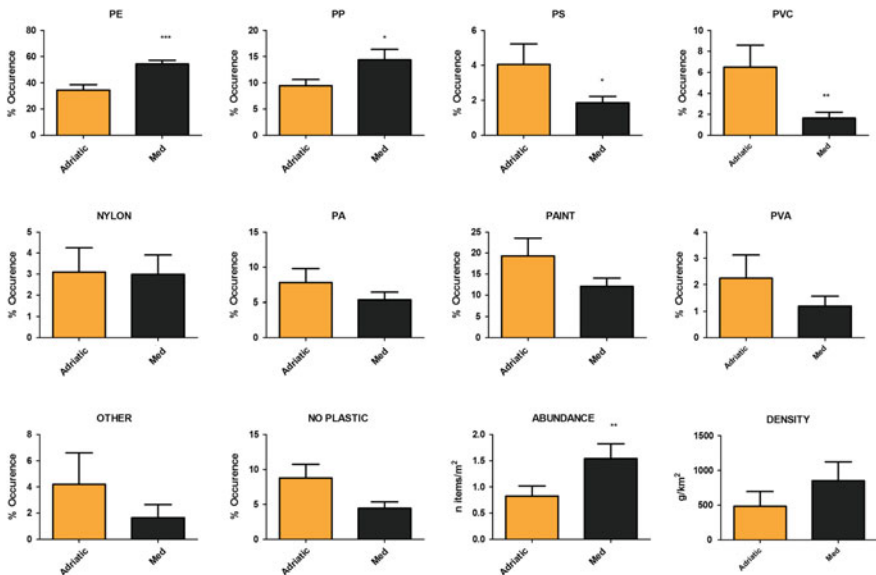 PE
% Occurence
80
60
40
20
0
***
Adriatic
Med
PP
% Occurence
20
15
10
5
0
*
Adriatic
Med
PS
% Occurence
6
4
2
0
*
Adriatic
Med
PVC
% Occurence
10
8
6
4
2
0
**
Adriatic
Med
NYLON
% Occurence
5
4
3
2
1
0
Adriatic
Med
PA
% Occurence
15
10
5
0
Adriatic
Med
PAINT
% Occurence
25
20
15
10
5
0
Adriatic
Med
PVA
% Occurence
4
3
2
1
0
Adriatic
Med
OTHER
% Occurence
8
6
4
2
0
Adriatic
Med
NO PLASTIC
% Occurence
15
10
5
0
Adriatic
Med
ABUNDANCE
n items/m²
2.0
1.5
1.0
0.5
0.0
**
Adriatic
Med
DENSITY
g/km²
1500
1000
500
0
Adriatic
Med